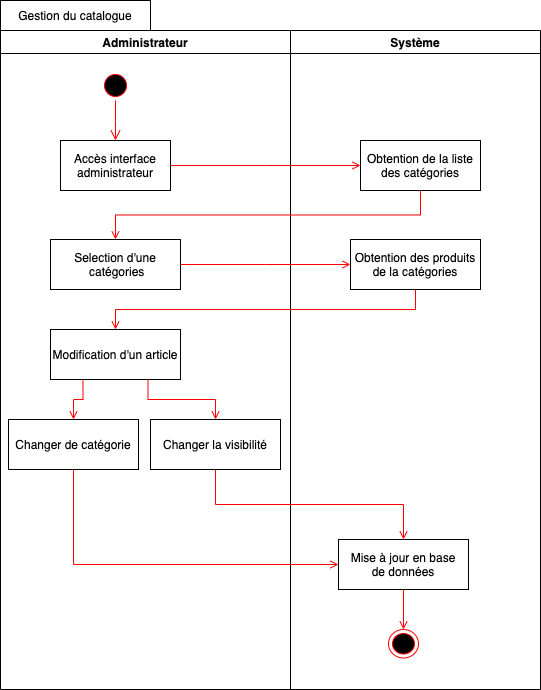 Gestion du catalogue
Administrateur
Système
Accès interface
administrateur
Obtention de la liste
des catégories
Selection d'une
catégories
Obtention des produits
de la catégories
Modification d'un article
Changer de catégorie
Changer la visibilité
Mise à jour en base
de données